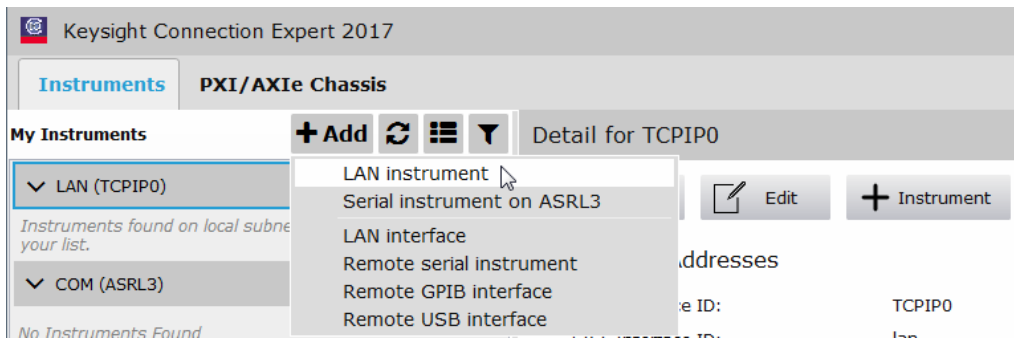 Keysight Connection Expert 2017
Instruments PXI/AXIe Chassis
My Instruments
Add
Detail for TCPIP0
LAN (TCPIP0)
LAN instrument
Serial instrument on ASRL3
Edit
Instrument
Instruments found on local
your list.
LAN interface
Remote serial instrument
Remote GPIB interface
Remote USB interface
COM (ASRL3)
No Instruments Found
ID: TCPIP0
ID: lan